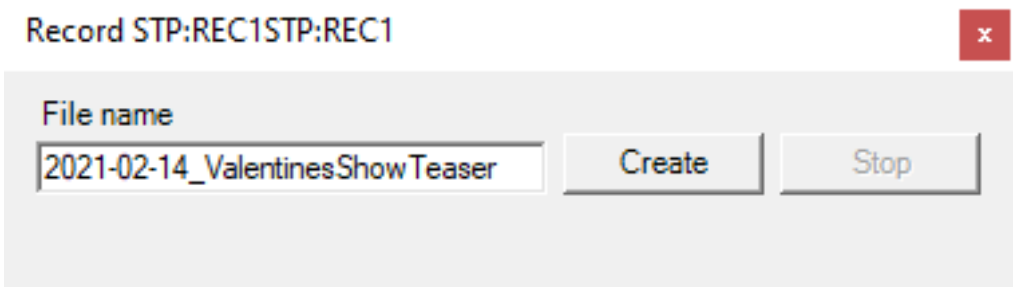 Record STP:REC1STP:REC1
x
File name
2021-02-14_ValentinesShowTeaser
Create
Stop